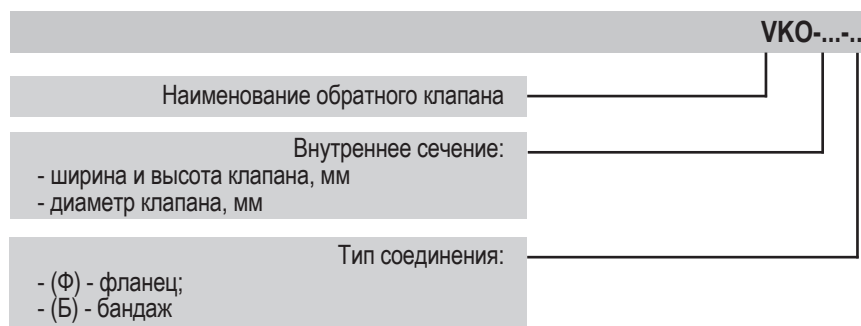 VKO-...-..
Наименование обратного клапана
Внутреннее сечение:
- ширина и высота клапана, мм
- диаметр клапана, мм
Тип соединения:
- (Ф) - фланец;
- (Б) - бандаж